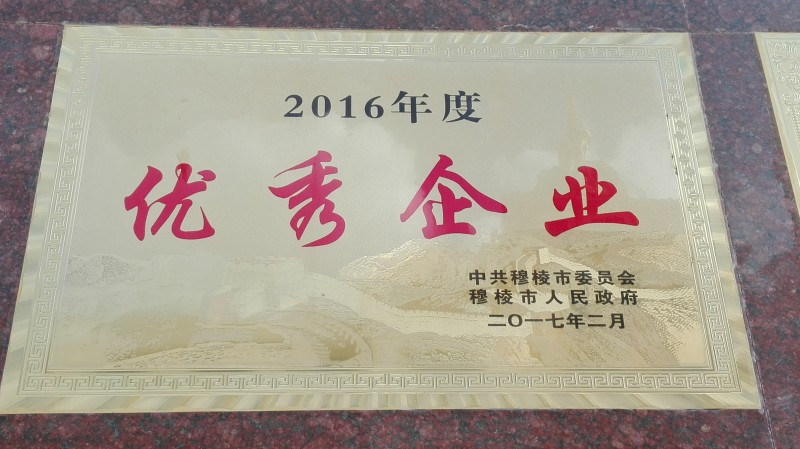 2016年度
优秀企业
中共穆棱市委员会
穆棱市人民政府
二〇一七年二月